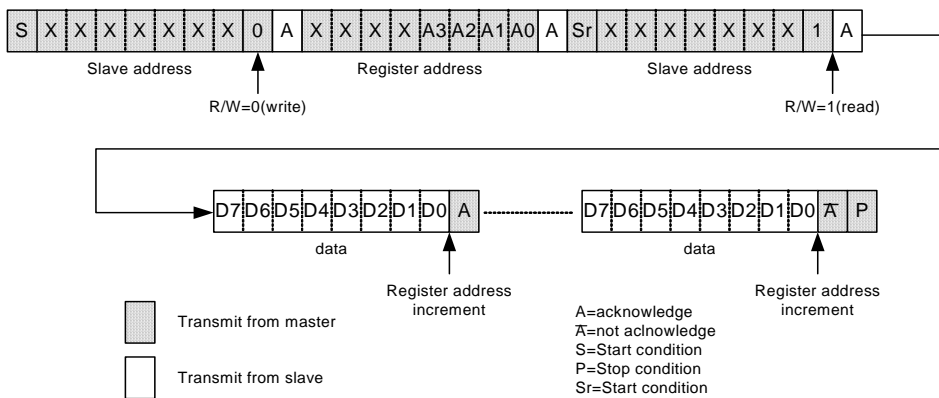 S X X X X X X X 0 A X X X X A3 A2 A1 A0 A Sr X X X X X X X 1 A
Slave address Register address Slave address
R/W=0(write) R/W=1(read)
D7 D6 D5 D4 D3 D2 D1 D0 A D7 D6 D5 D4 D3 D2 D1 D0 A̅ P
data data
Register address
increment
Register address
increment
Transmit from master
Transmit from slave
A=acknowledge
A̅=not aclnowledge
S=Start condition
P=Stop condition
Sr=Start condition